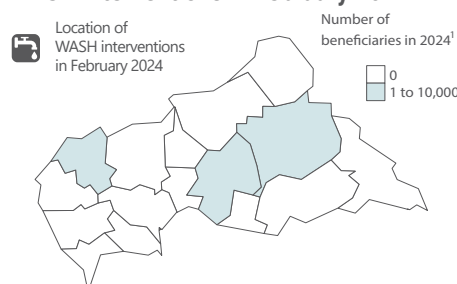 Location of
WASH interventions
in February 2024
Number of
beneficiaries in 2024¹
0
1 to 10,000